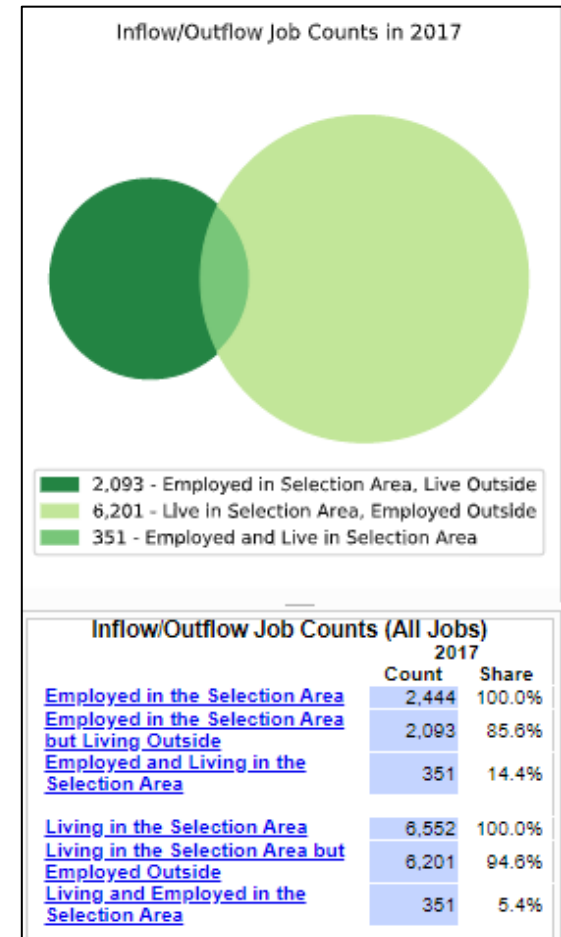 Inflow/Outflow Job Counts in 2017
2,093 - Employed in Selection Area, Live Outside
6,201 - Live in Selection Area, Employed Outside
351 - Employed and Live in Selection Area
Inflow/Outflow Job Counts (All Jobs)
2017
Count Share
Employed in the Selection Area 2,444 100.0%
Employed in the Selection Area
but Living Outside 2,093 85.6%
Employed and Living in the
Selection Area 351 14.4%
Living in the Selection Area 6,552 100.0%
Living in the Selection Area but
Employed Outside 6,201 94.6%
Living and Employed in the
Selection Area 351 5.4%